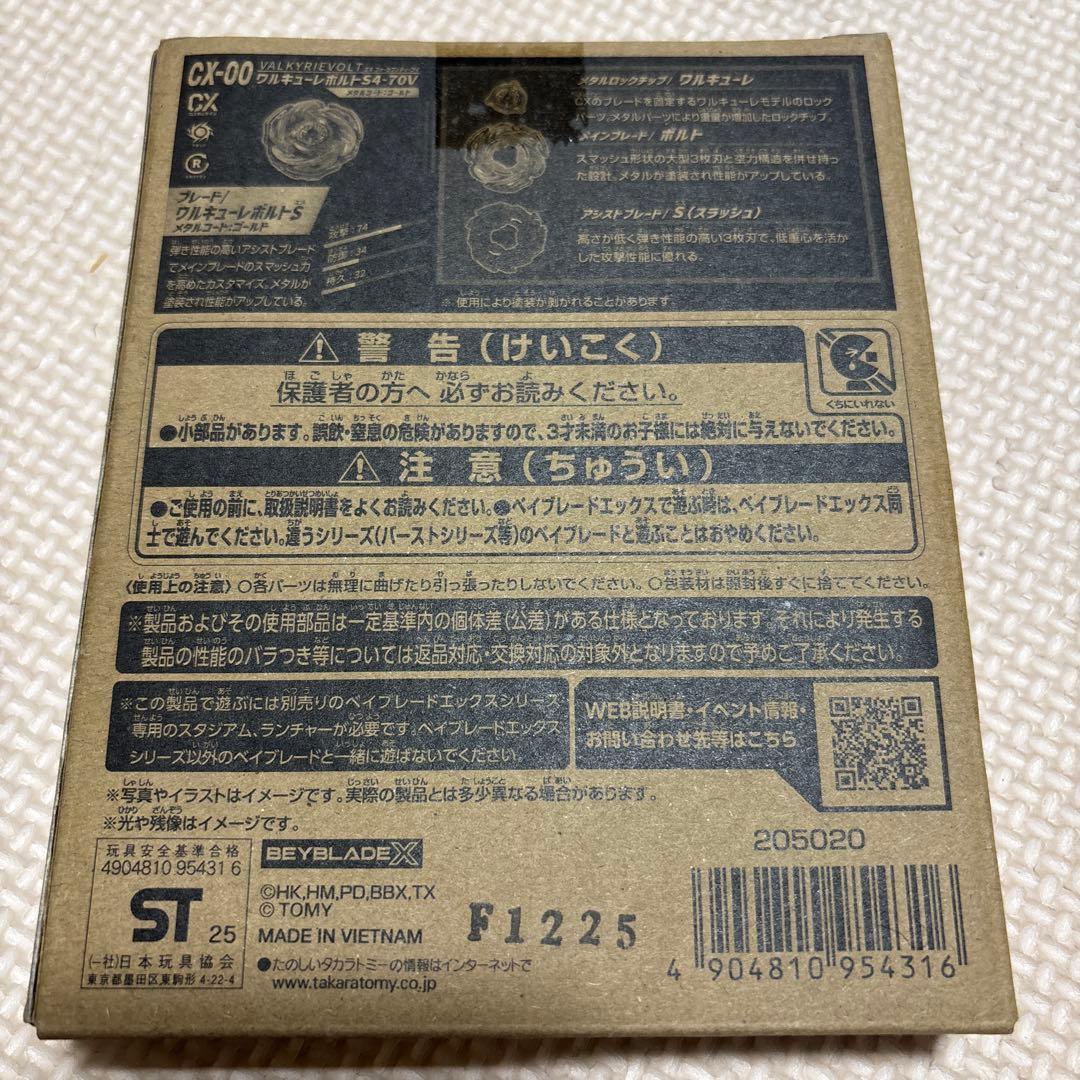 CX-00 VALKYRIEVOLT
ワルキューレボルトS4-70V
メタルコート:ゴールド
CX
R
ブレード/
ワルキューレボルトS
メタルコート:ゴールド
弾き性能の高いアシストブレード
でメインブレードのスマッシュ力
を高めたカスタマイズ。メタルが
塗装され性能がアップしている。
攻撃:74
防御:34
持久:32
メタルロックチップ/ ワルキューレ
CXのブレードを固定するワルキューレモデルのロック
パーツ。メタルパーツにより重量が増加したロックチップ。
メインブレード/ ボルト
スマッシュ形状の大型3枚刃と空力構造を併せ持っ
た設計。メタルが塗装され性能がアップしている。
アシストブレード/ S(スラッシュ)
高さが低く弾き性能の高い3枚刃で、低重心を活か
した攻撃性能に優れる。
※使用により塗装が剥がれることがあります。
警告(けいこく)
保護者の方へ 必ずお読みください。
くちにいれない
●小部品があります。誤飲・窒息の危険がありますので、3才未満のお子様には絶対に与えないでください。
注意(ちゅうい)
●ご使用の前に、取扱説明書をよくお読みください。●ベイブレードエックスで遊ぶ際は、ベイブレードエックス同
士で遊んでください。違うシリーズ(バーストシリーズ等)のベイブレードと遊ぶことはおやめください。
〈使用上の注意〉○各パーツは無理に曲げたり引っ張ったりしないでください。○包装材は開封後すぐに捨ててください。
※製品およびその使用部品は一定基準内の個体差(公差)がある仕様となっております。それにより発生する
製品の性能のバラつき等については返品対応・交換対応の対象外となりますので予めご了承ください。
※この製品で遊ぶには別売りのベイブレードエックスシリーズ
専用のスタジアム、ランチャーが必要です。ベイブレードエックス
シリーズ以外のベイブレードと一緒に遊ばないでください。
WEB説明書・イベント情報・
お問い合わせ先等はこちら
※写真やイラストはイメージです。実際の製品とは多少異なる場合があります。
※光や残像はイメージです。
玩具安全基準合格
4904810 95431 6
ST 25
(一社)日本玩具協会
東京都墨田区東駒形 4-22-4
BEYBLADE X
©HK,HM,PD,BBX,TX
© TOMY
MADE IN VIETNAM
F1225
●たのしいタカラトミーの情報はインターネットで
www.takaratomy.co.jp
205020
4 904810 954316